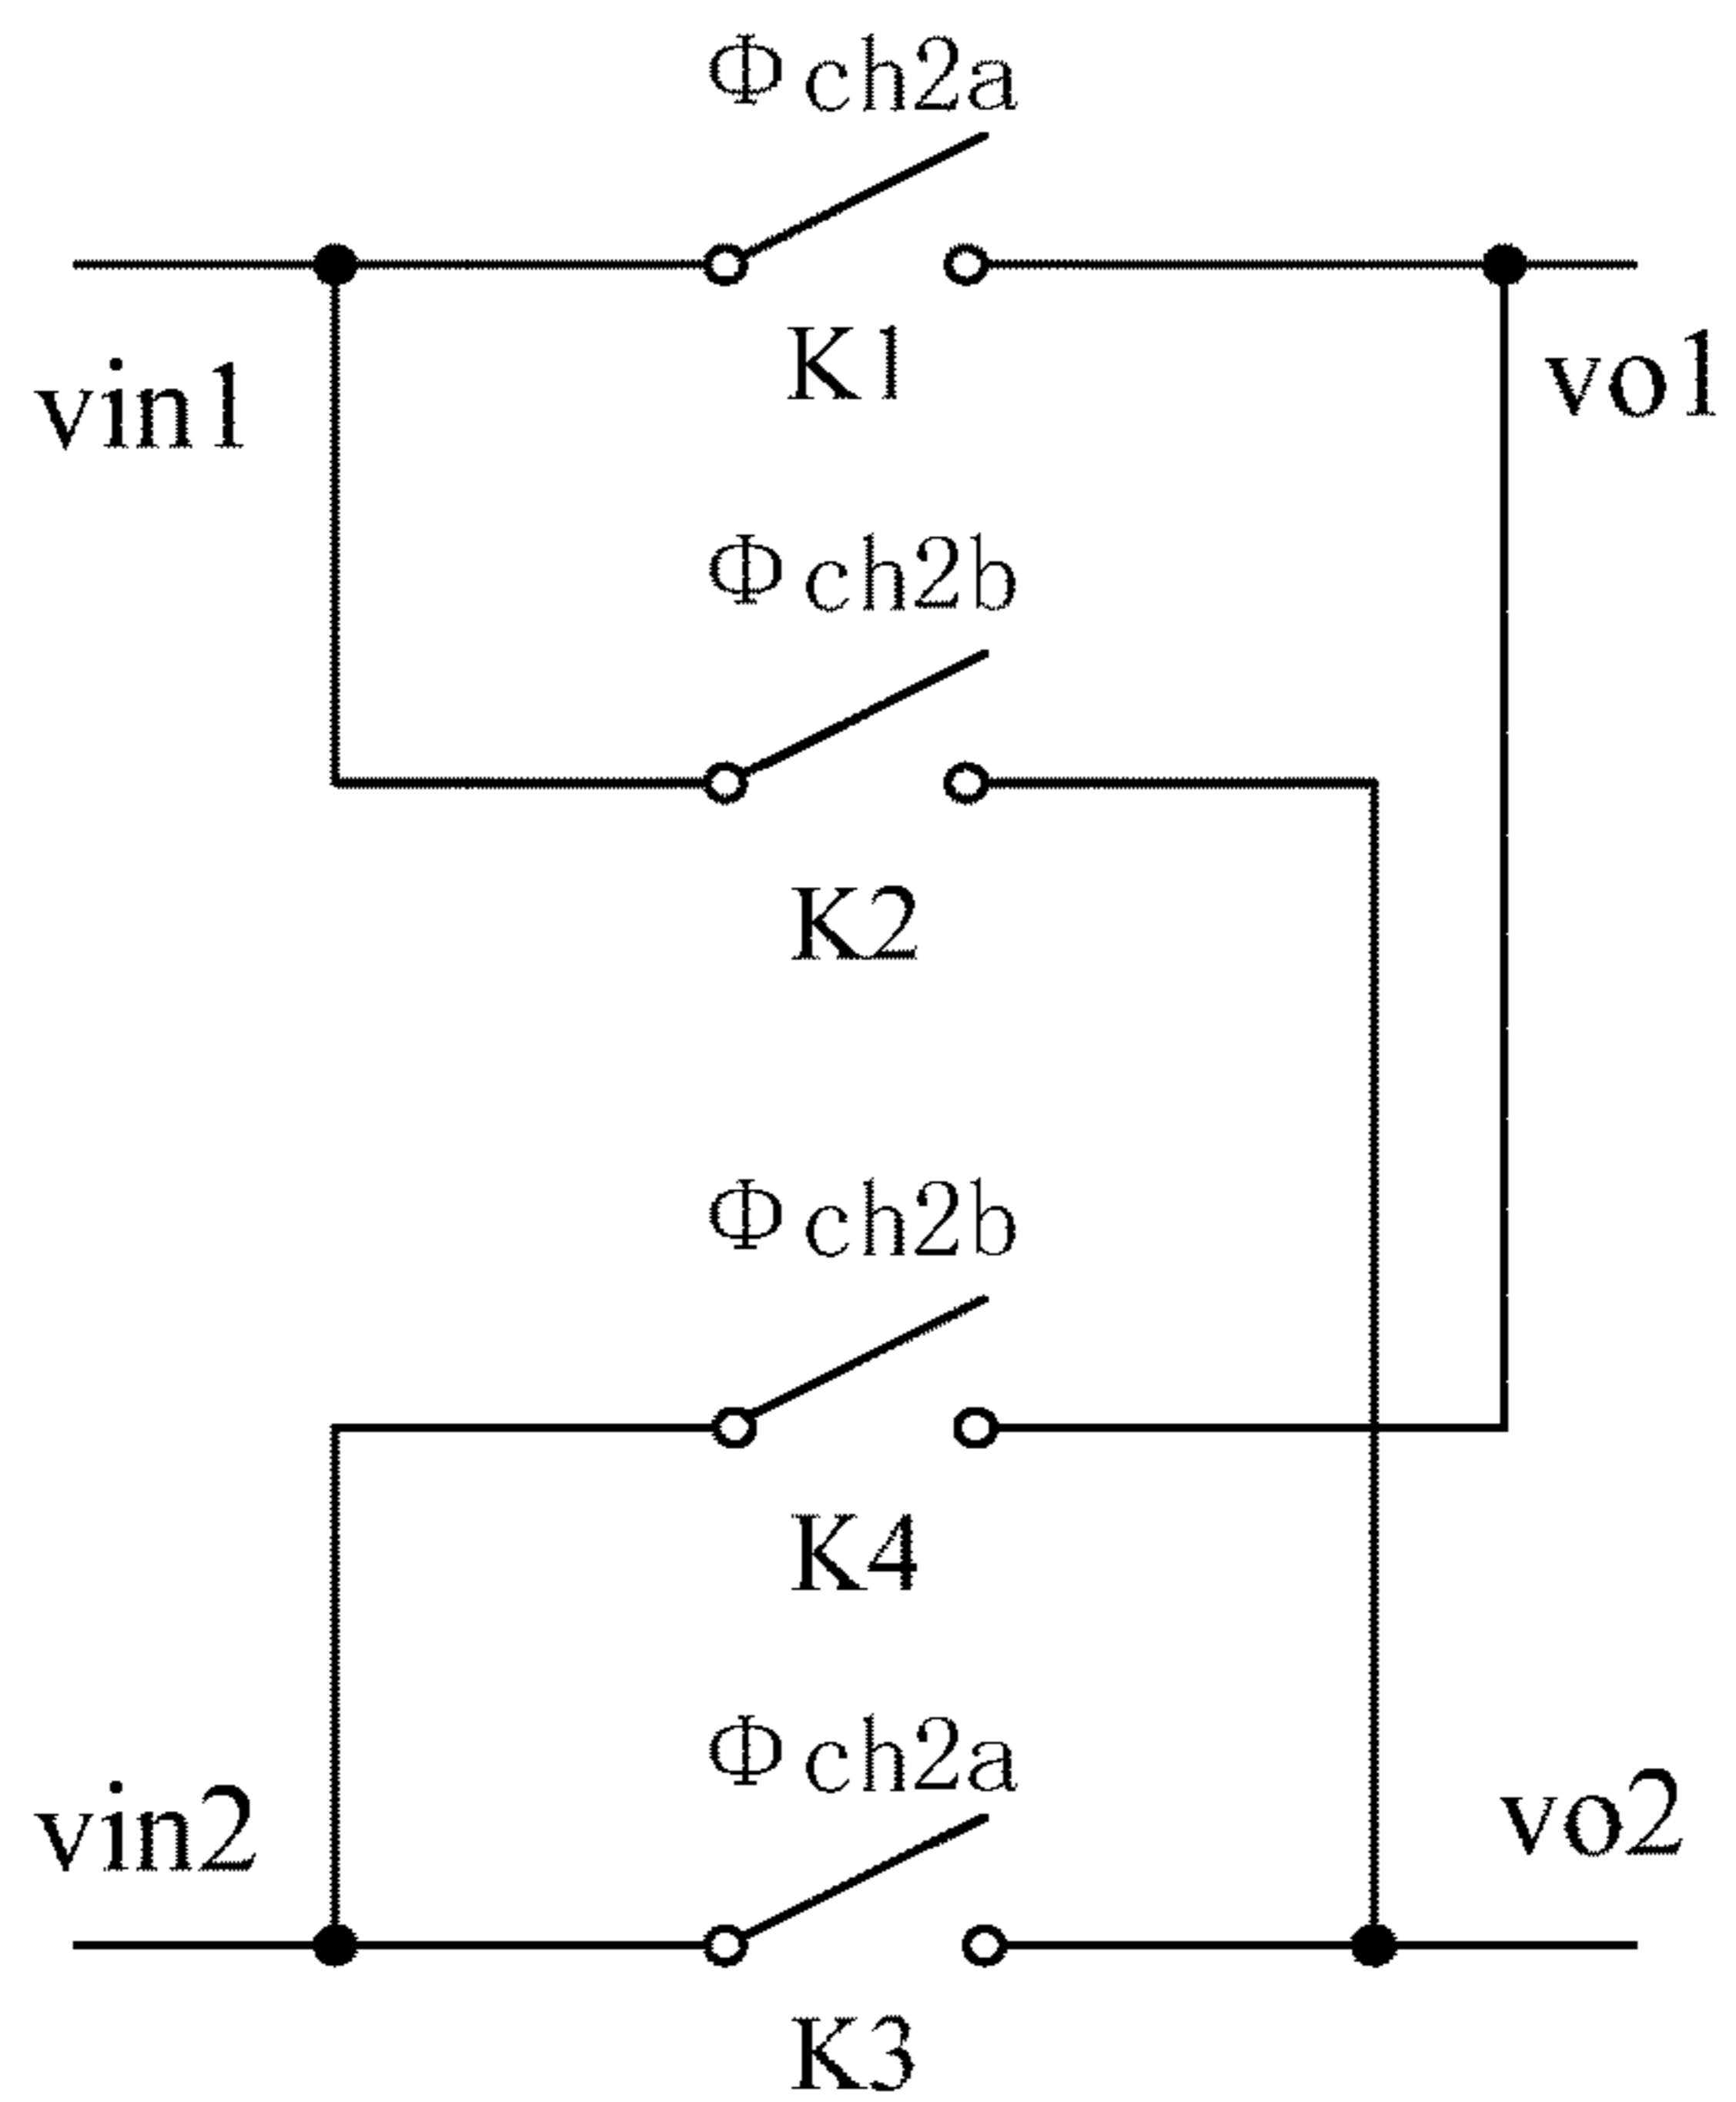 Φch2a
K1
vin1
vo1
Φch2b
K2
Φch2b
K4
Φch2a
vin2
vo2
K3